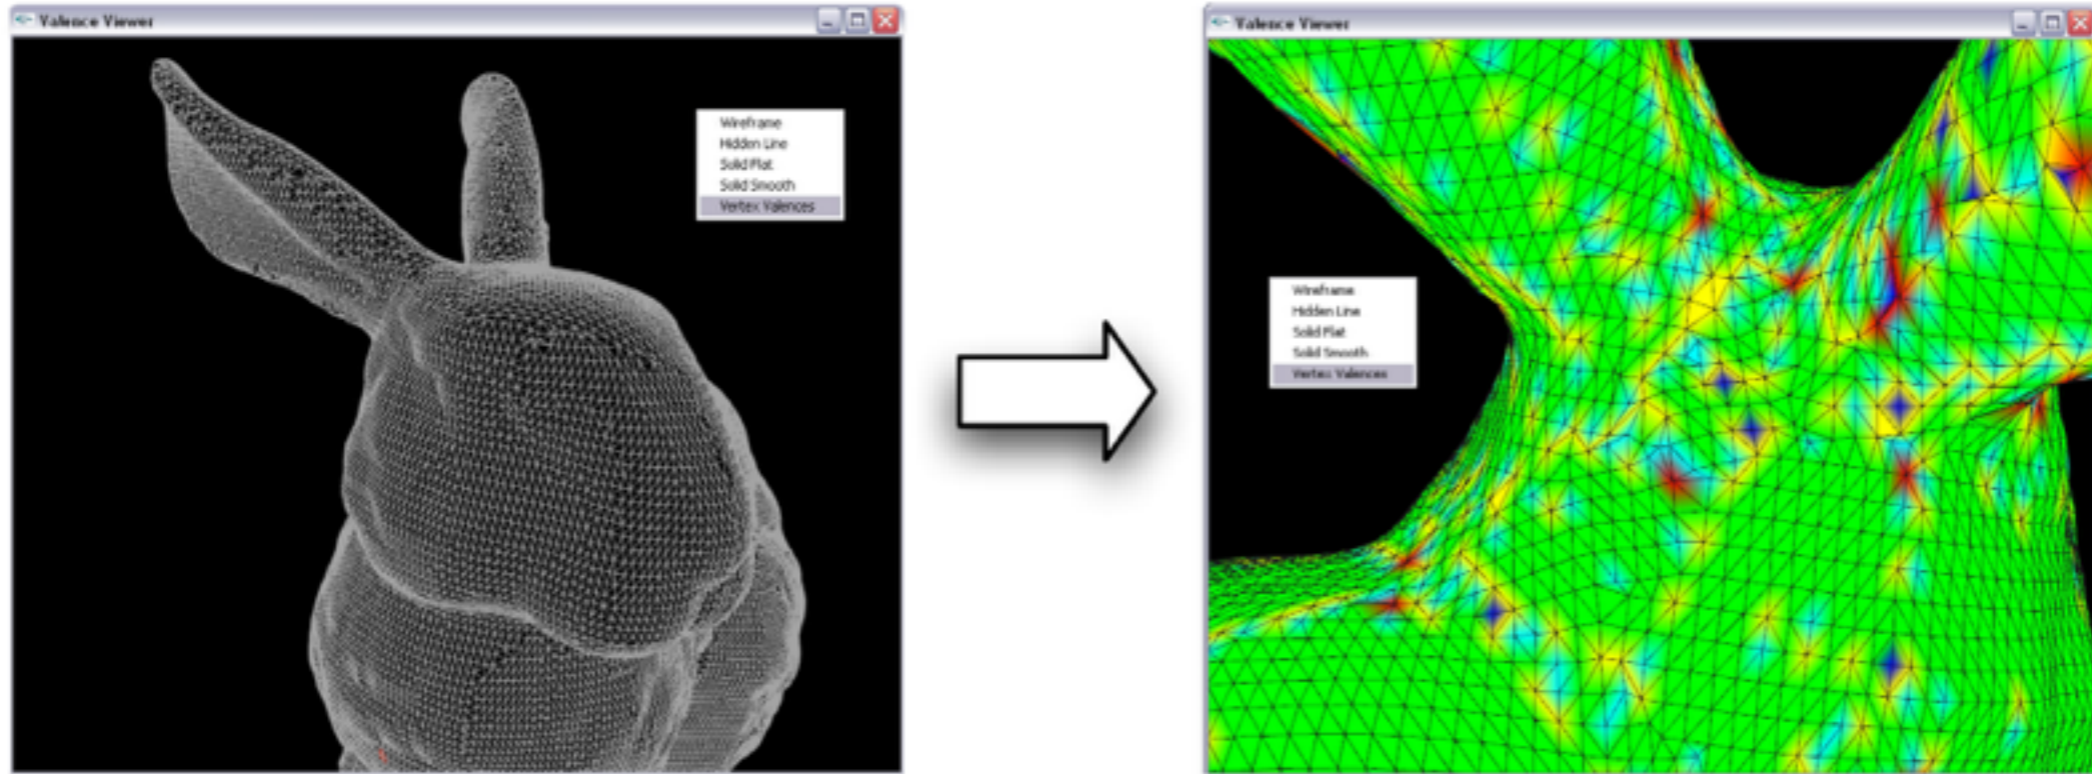 Valence Viewer
Wireframe
Hidden Line
Solid Flat
Solid Smooth
Vertex Valences
Valence Viewer
Wireframe
Hidden Line
Solid Flat
Solid Smooth
Vertex Valences